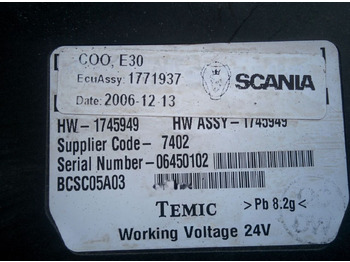 COO, E30
EcuAssy: 1771937
Date: 2006-12-13
SCANIA
HW.-1745949 HW ASSY-1745949
Supplier Code- 7402
Serial Number-06450102
BCSC05A03
TEMIC >Pb 8.2g<
Working Voltage 24V